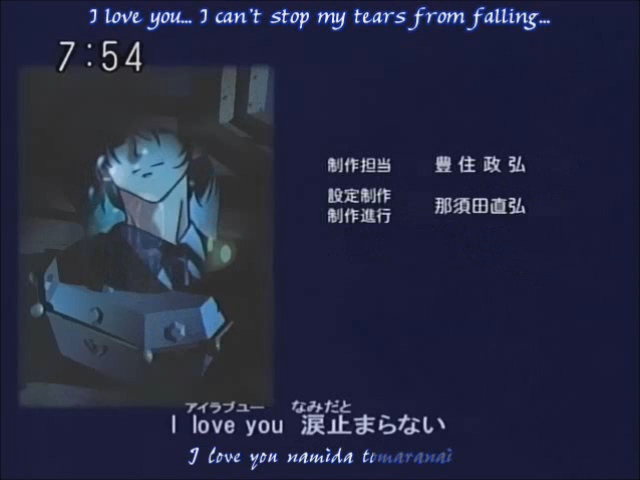 I love you... I can't stop my tears from falling...
7:54
制作担当 豊住政弘
設定制作
制作進行 那須田直弘
アイラブユー なみだと
I love you 涙止まらない
I love you namida tomaranai